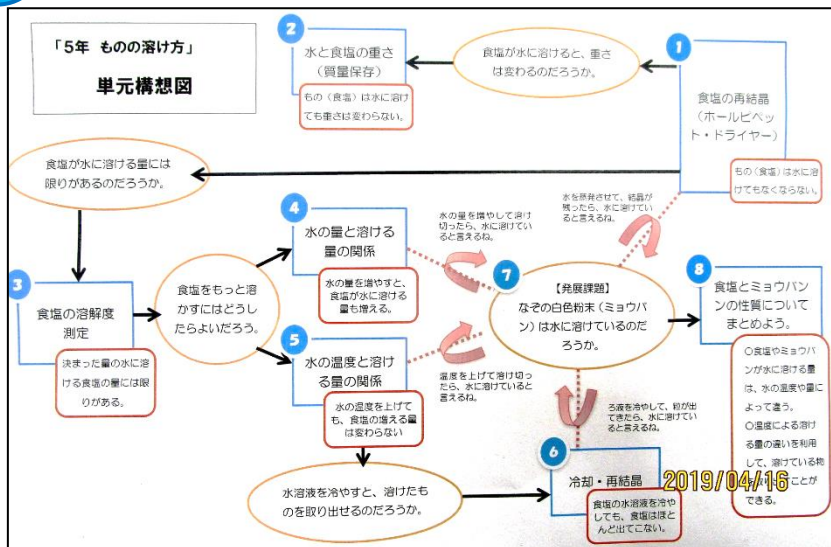 「5年　ものの溶け方」
単元構想図
1
食塩の再結晶
（ホールピペット・ドライヤー）
もの（食塩）は水に溶
けてもなくならない。
食塩が水に溶けると、重さ
は変わるのだろうか。
2
水と食塩の重さ
（質量保存）
もの（食塩）は水に溶け
ても重さは変わらない。
食塩が水に溶ける量には
限りがあるのだろうか。
3
食塩の溶解度
測定
決まった量の水に溶
ける食塩の量には限
りがある。
食塩をもっと溶
かすにはどうし
たらよいだろう。
4
水の量と溶ける
量の関係
水の量を増やすと、
食塩が水に溶ける
量も増える。
5
水の温度と溶け
る量の関係
水の温度を上げて
も、食塩の増える量
は変わらない
水溶液を冷やすと、溶けたも
のを取り出せるのだろうか。
6
冷却・再結晶
食塩の水溶液を冷や
しても、食塩はほと
んど出てこない。
水の量を増やして溶け
切ったら、水に溶けてい
ると言えるね。
温度を上げて溶け切っ
たら、水に溶けていると
言えるね。
水を蒸発させて、結晶が
残ったら、水に溶けてい
ると言えるね。
ろ液を冷やして、粒が出
てきたら、水に溶けてい
ると言えるね。
7
【発展課題】
なぞの白色粉末（ミョウバ
ン）は水に溶けているのだ
ろうか。
8
食塩とミョウバン
ンの性質について
まとめよう。
○食塩やミョウバ
ンが水に溶ける量
は、水の温度や量に
よって違う。
○温度による溶け
る量の違いを利用
して、溶けている物
ことが
できる。
2019/04/16